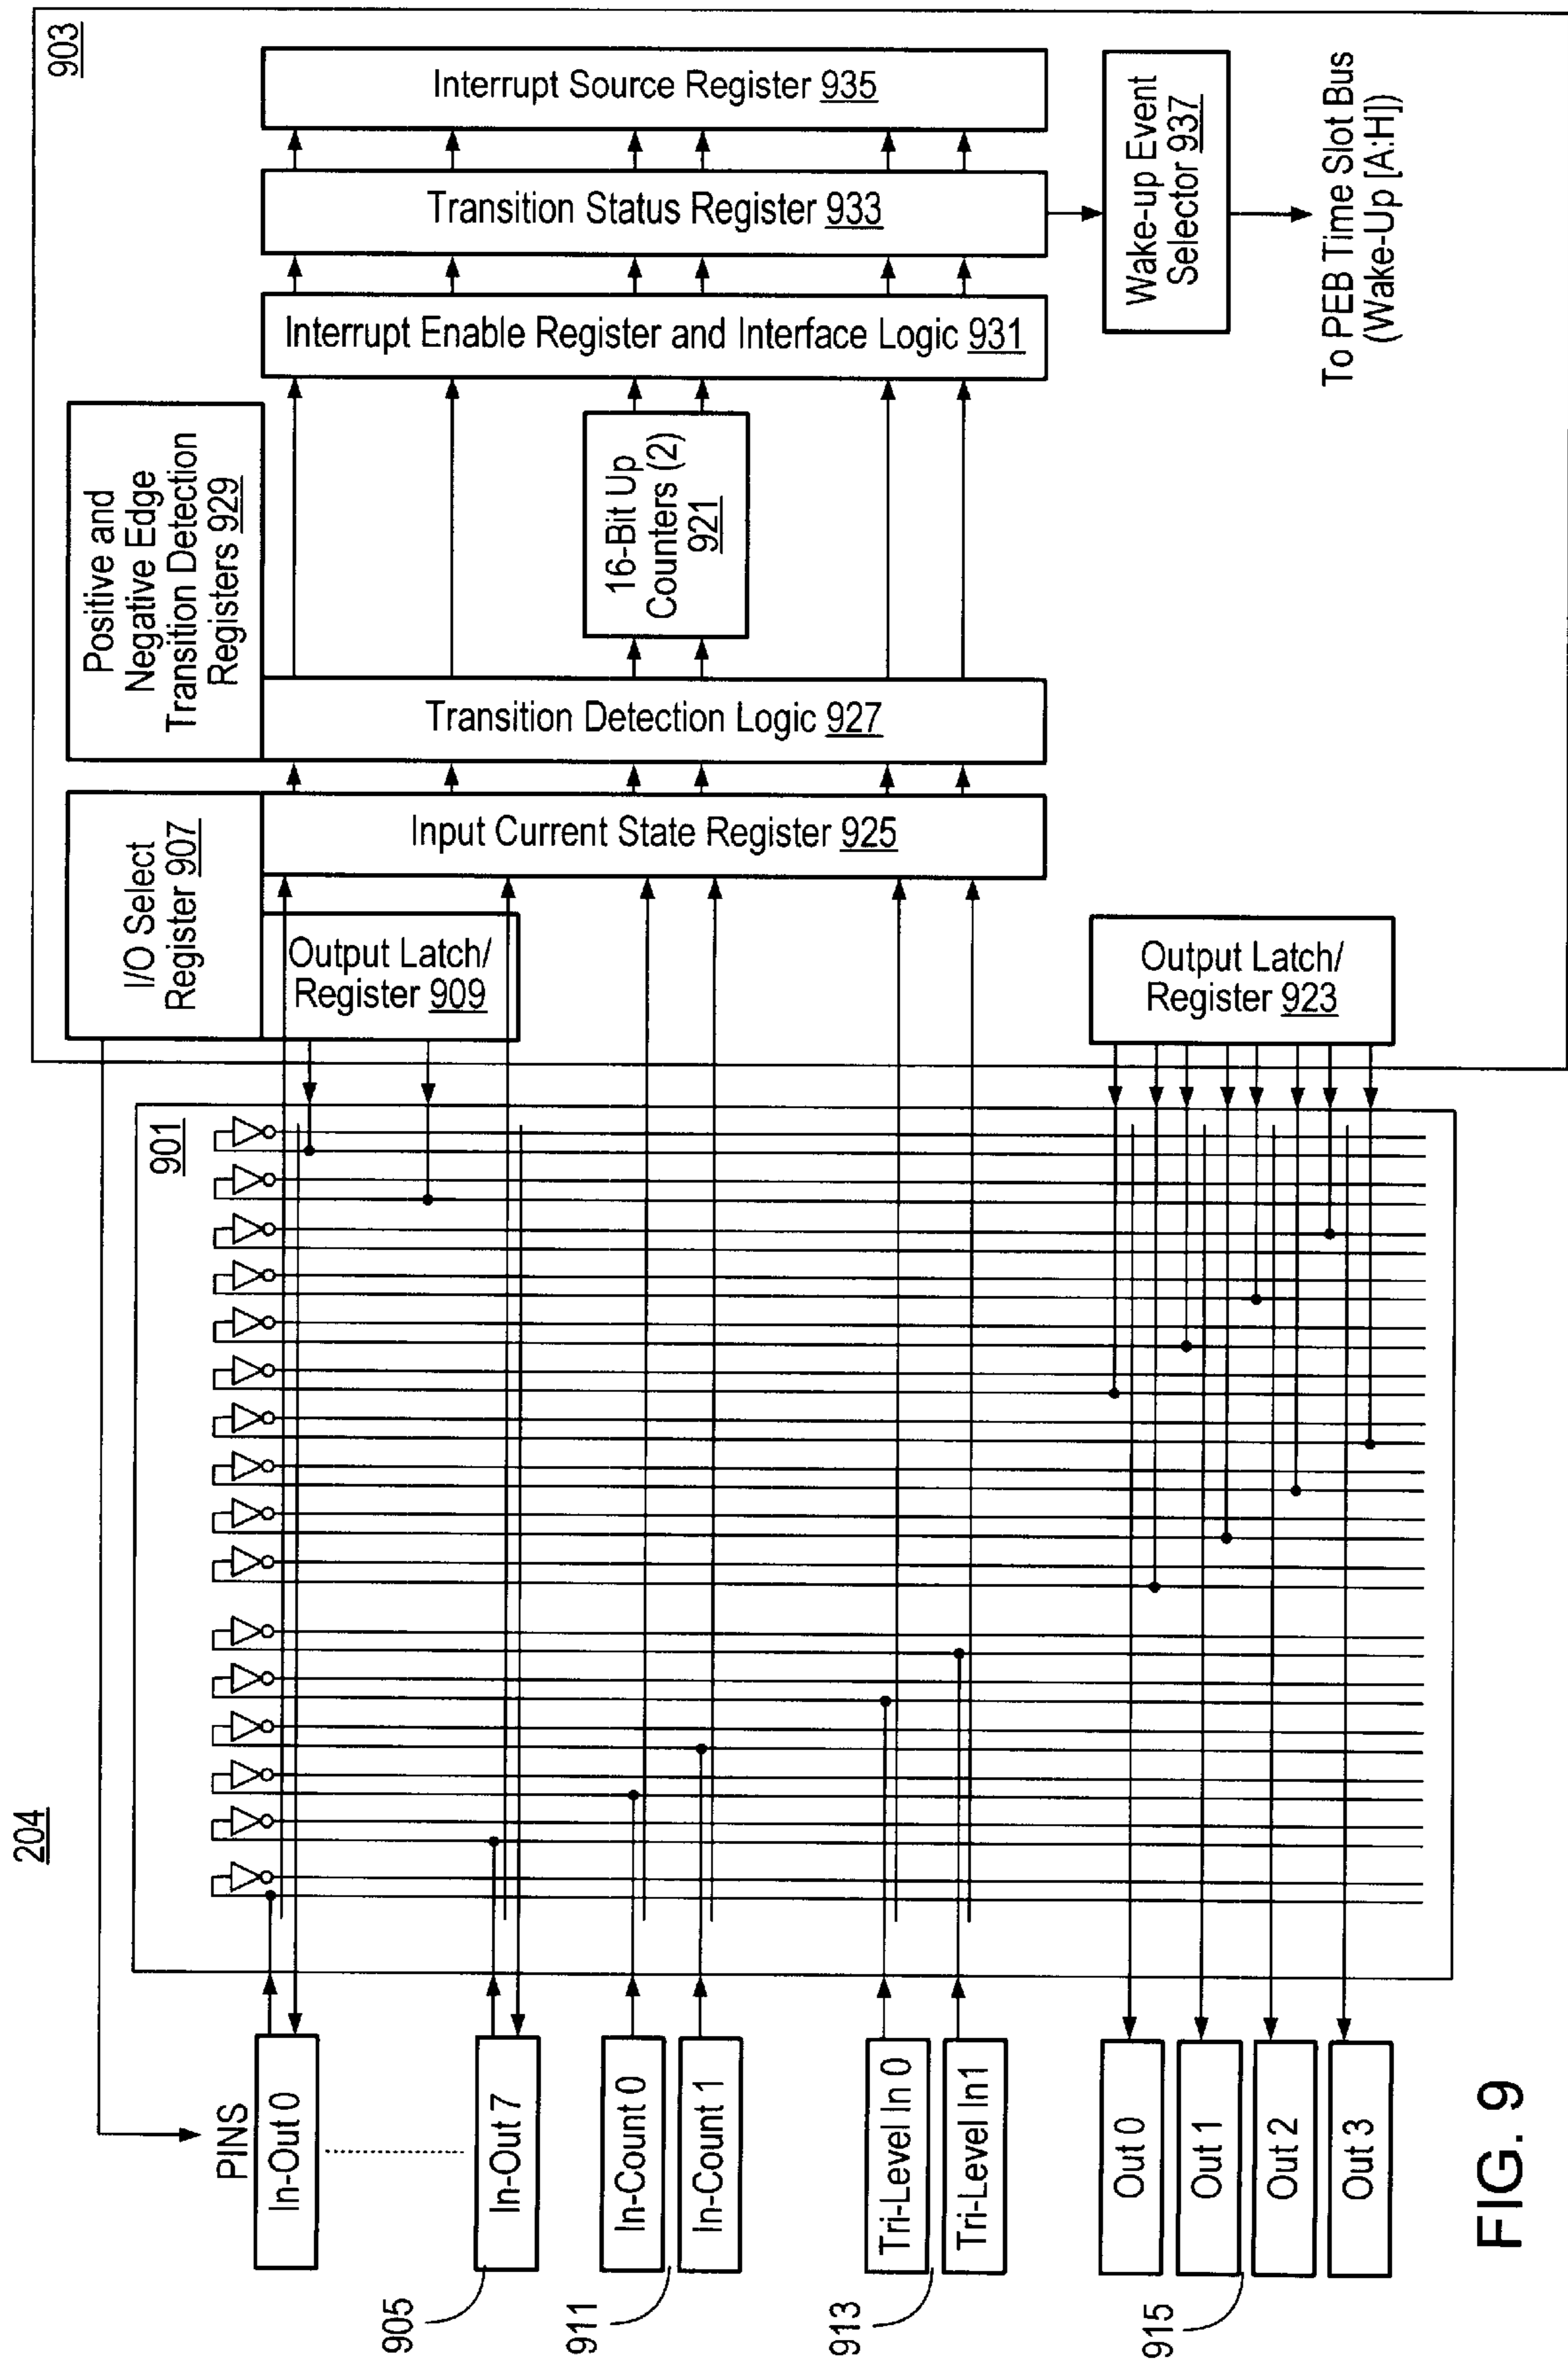 204
PINS
In-Out 0
In-Out 7
905
In-Count 0
In-Count 1
911
Tri-Level In 0
Tri-Level In1
913
Out 0
Out 1
Out 2
Out 3
915
901
903
I/O Select
Register 907
Output Latch/
Register 909
Output Latch/
Register 923
Input Current State Register 925
Positive and
Negative Edge
Transition Detection
Registers 929
Transition Detection Logic 927
16-Bit Up
Counters (2)
921
Interrupt Enable Register and Interface Logic 931
Transition Status Register 933
Interrupt Source Register 935
Wake-up Event
Selector 937
To PEB Time Slot Bus
(Wake-Up [A:H])
FIG. 9